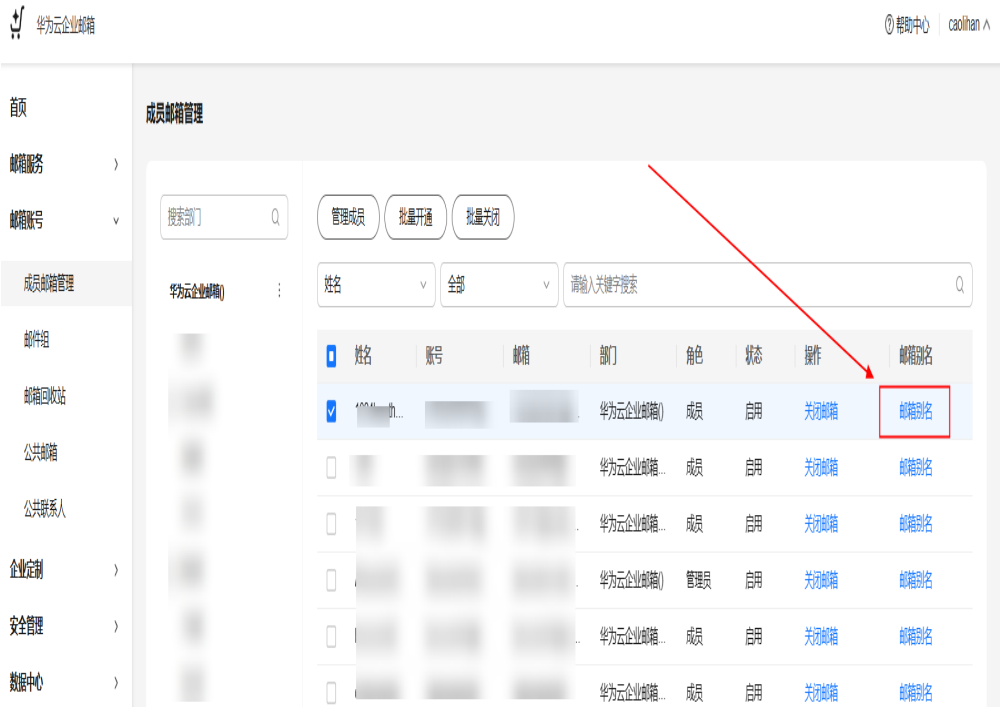 华为云企业邮箱
帮助中心 caolihan
首页
邮箱服务
邮箱账号
成员邮箱管理
邮件组
邮箱回收站
公共邮箱
公共联系人
企业定制
安全管理
数据中心
成员邮箱管理
搜索部门
华为云企业邮箱()
管理成员 批量开通 批量关闭
姓名 全部 请输入关键字搜索
姓名 账号 邮箱 部门 角色 状态 操作 邮箱别名
华为云企业邮箱() 成员 启用 关闭邮箱 邮箱别名
华为云企业邮箱... 成员 启用 关闭邮箱 邮箱别名
华为云企业邮箱... 成员 启用 关闭邮箱 邮箱别名
华为云企业邮箱() 管理员 启用 关闭邮箱 邮箱别名
华为云企业邮箱... 成员 启用 关闭邮箱 邮箱别名
华为云企业邮箱... 成员 启用 关闭邮箱 邮箱别名